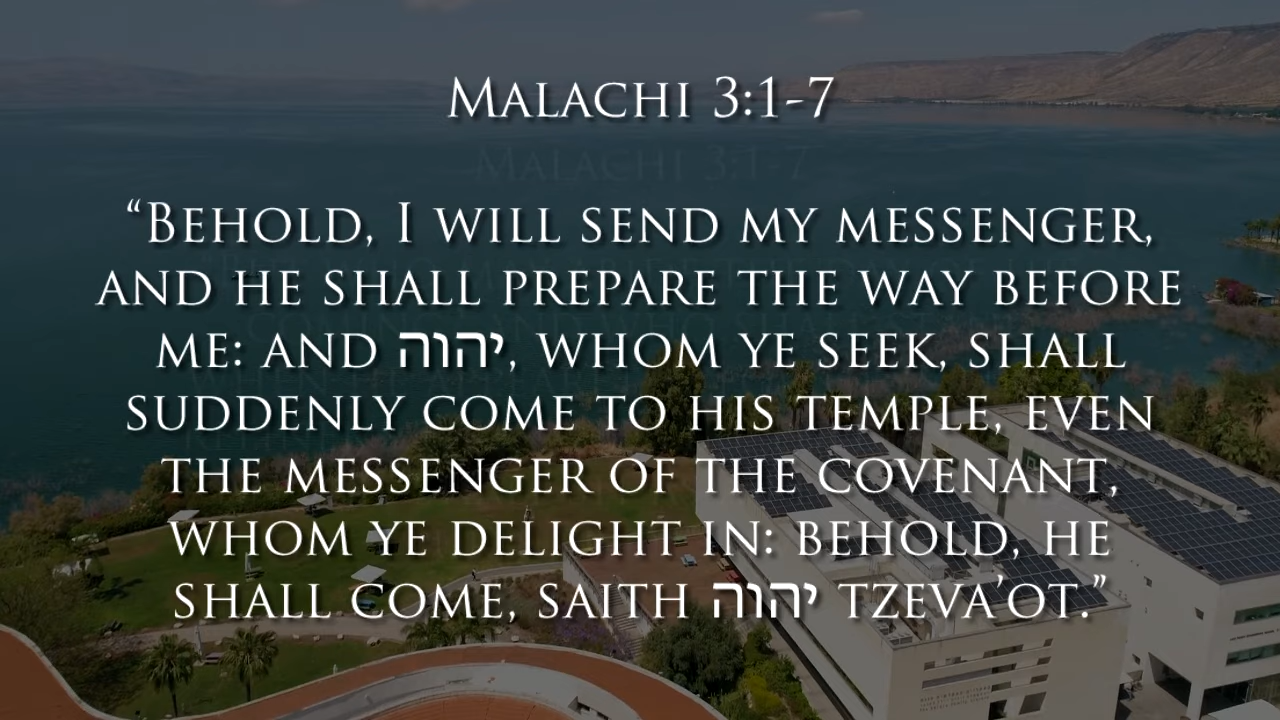 Malachi 3:1-7
“Behold, I will send my messenger,
and he shall prepare the way before
me: and יהוה, whom ye seek, shall
suddenly come to his temple, even
the messenger of the covenant,
whom ye delight in: behold, he
shall come, saith יהוה Tzeva'ot.”